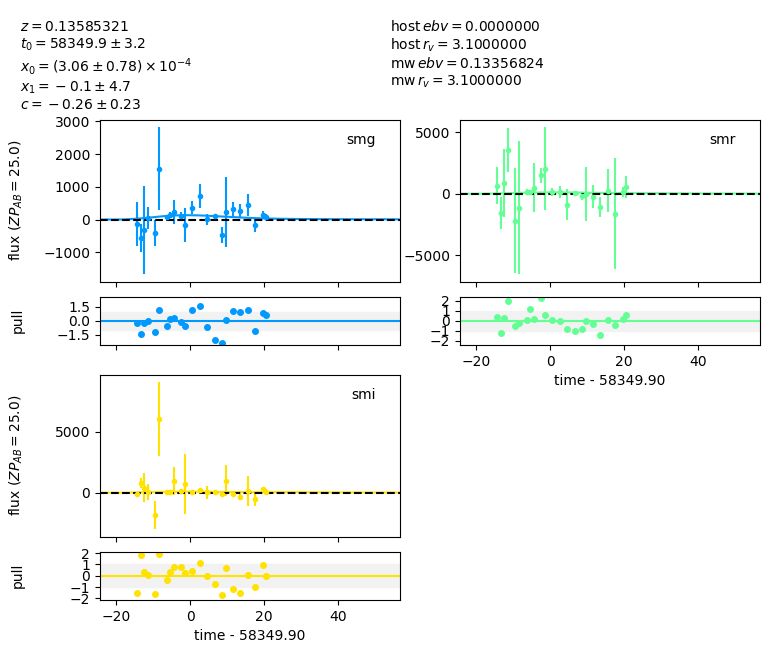 z = 0.13585321
t₀ = 58349.9 ± 3.2
x₀ = (3.06 ± 0.78) × 10⁻⁴
x₁ = −0.1 ± 4.7
c = −0.26 ± 0.23
host ebv = 0.0000000
host r_v = 3.1000000
mw ebv = 0.13356824
mw r_v = 3.1000000
smg
flux (ZP_AB = 25.0)
3000
2000
1000
0
−1000
smr
5000
0
−5000
pull
1.5
0.0
−1.5
2
1
0
−1
−2
−20
0
20
40
time - 58349.90
smi
flux (ZP_AB = 25.0)
5000
0
pull
2
1
0
−1
−2
−20
0
20
40
time - 58349.90